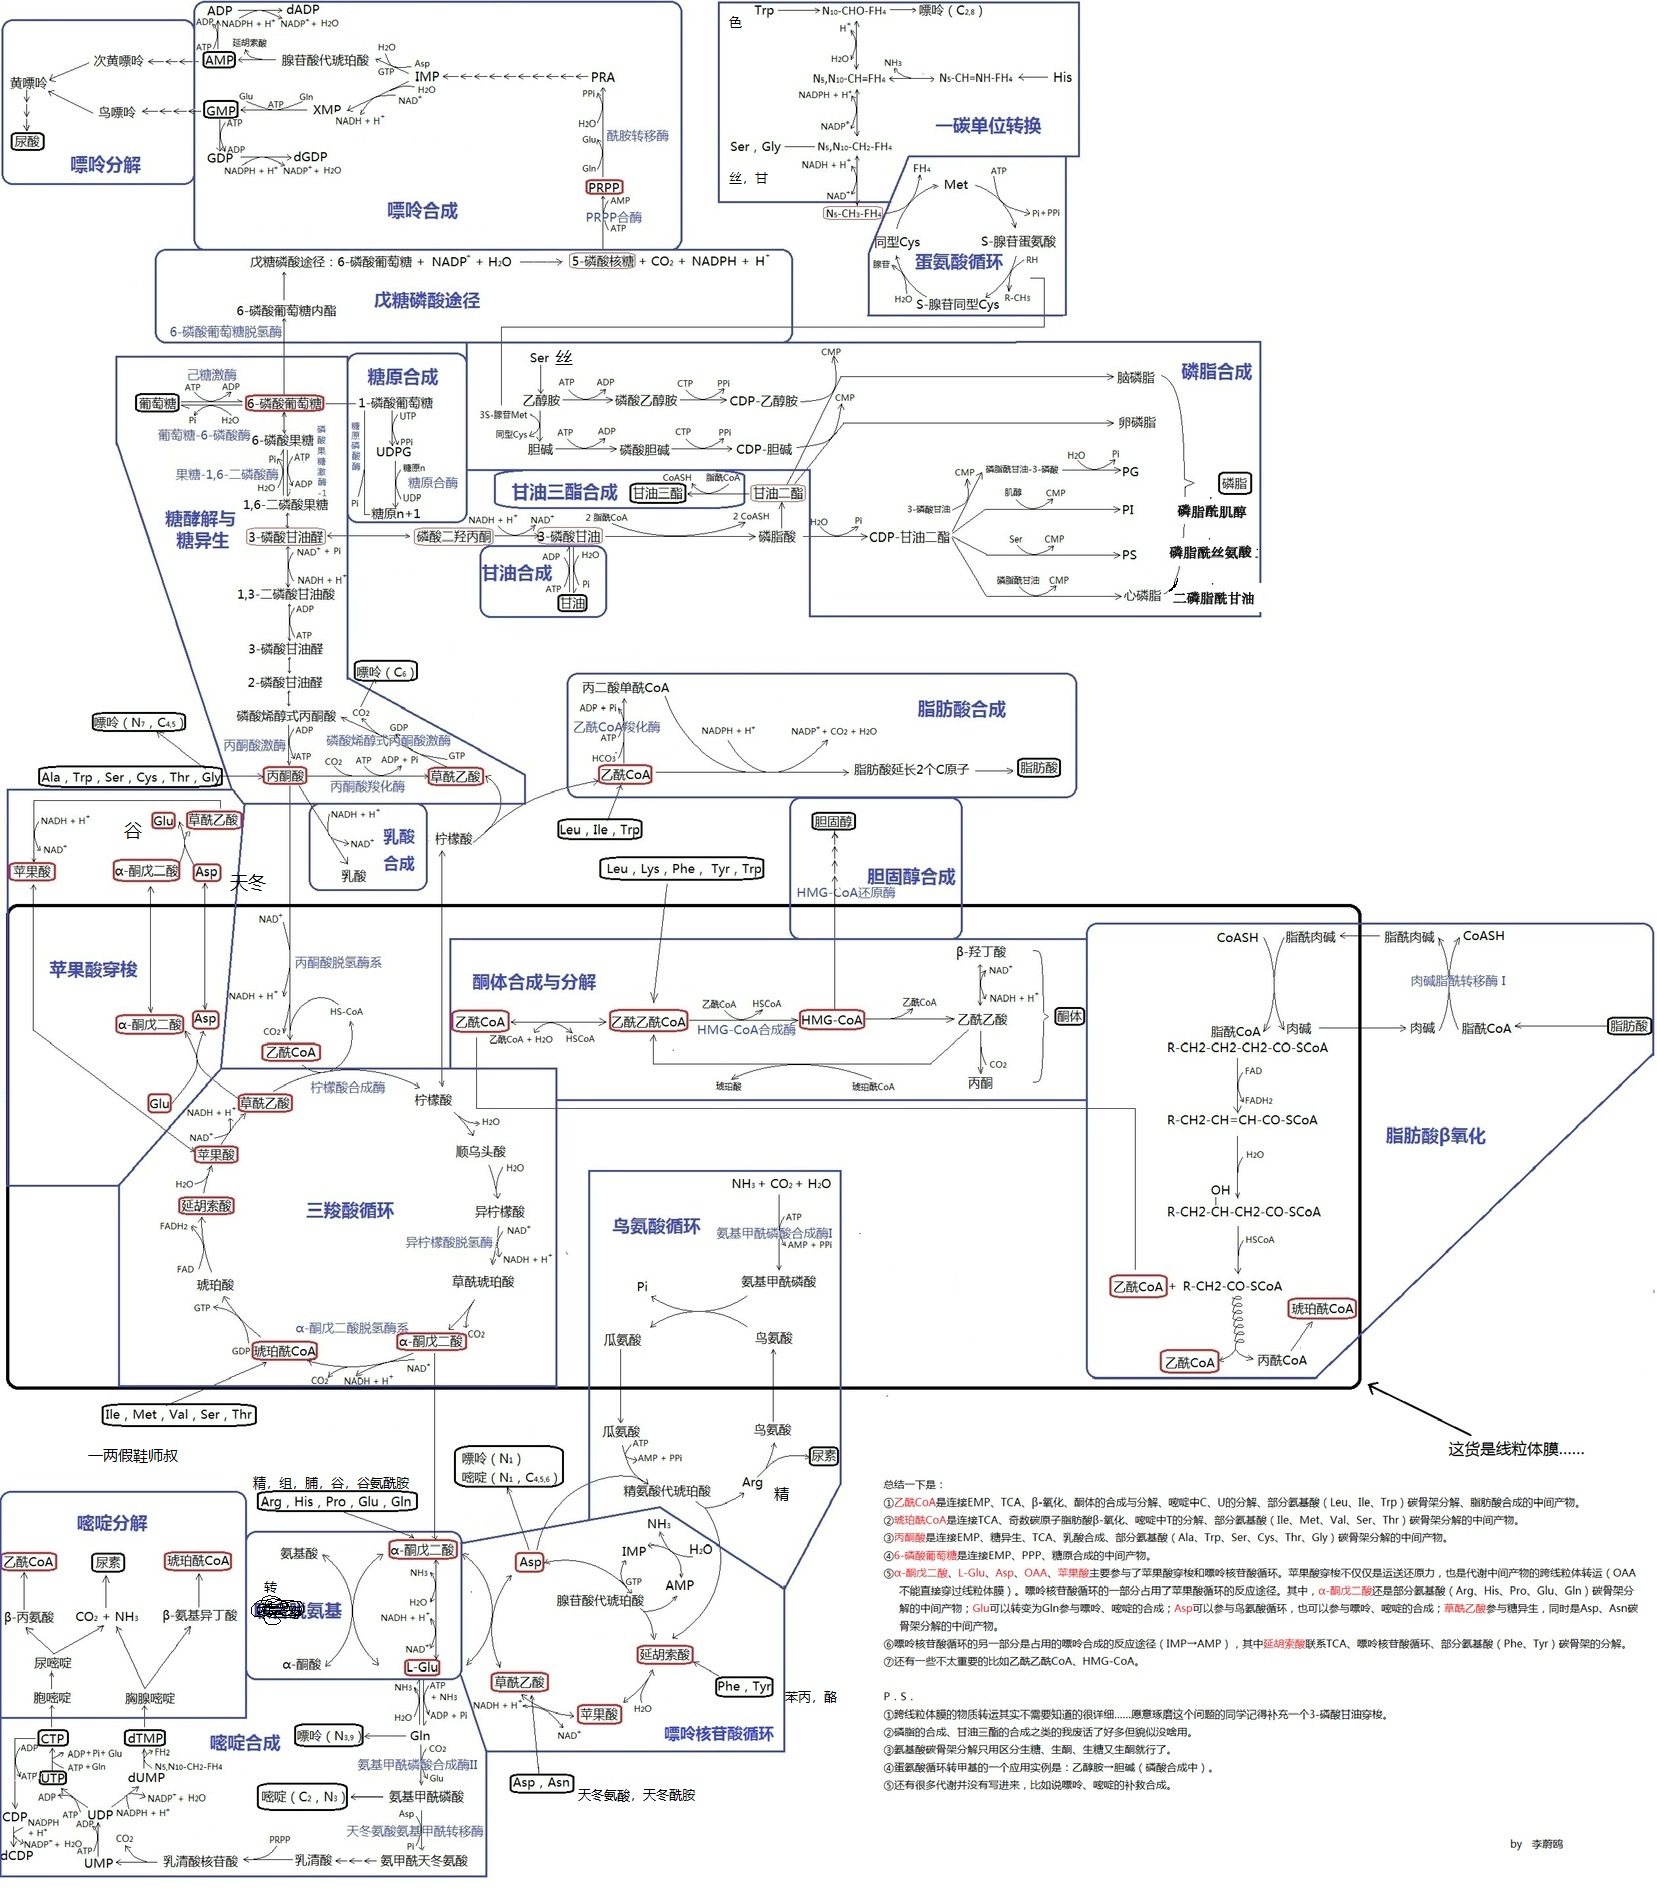 ADP
dADP
NADPH + H⁺ NADP⁺ + H₂O
ATP
ADP
延胡索酸
AMP
腺苷酸代琥珀酸
H₂O
GTP
Asp
IMP
PRA
次黄嘌呤
黄嘌呤
鸟嘌呤
尿酸
嘌呤分解
GMP
Glu
ATP
Gln
XMP
H₂O
NAD⁺
NADH + H⁺
ATP
ADP
GDP
dGDP
NADPH + H⁺ NADP⁺ + H₂O
嘌呤合成
PPi
H₂O
Glu
酰胺转移酶
Gln
PRPP
AMP
PRPP合酶
ATP
色
Trp
N₁₀-CHO-FH₄
嘌呤（C₂,₈）
H⁺
H₂O
N₅,N₁₀-CH=FH₄
NH₃
N₅-CH=NH-FH₄
His
NADPH + H⁺
NADP⁺
一碳单位转换
Ser , Gly
N₅,N₁₀-CH₂-FH₄
丝，甘
NADH + H⁺
NAD⁺
N₅-CH₃-FH₄
FH₄
Met
ATP
Pi+PPi
同型Cys
S-腺苷蛋氨酸
腺苷
蛋氨酸循环
RH
H₂O
S-腺苷同型Cys
R-CH₃
戊糖磷酸途径：6-磷酸葡萄糖 + NADP⁺ + H₂O
5-磷酸核糖 + CO₂ + NADPH + H⁺
戊糖磷酸途径
6-磷酸葡萄糖内酯
6-磷酸葡萄糖脱氢酶
己糖激酶
ATP
ADP
葡萄糖
6-磷酸葡萄糖
Pi
H₂O
葡萄糖-6-磷酸酶
6-磷酸果糖
磷酸果糖激酶-1
Pi
ATP
果糖-1,6-二磷酸酶
H₂O
ADP
1,6-二磷酸果糖
糖酵解与
糖异生
3-磷酸甘油醛
NAD⁺ + Pi
NADH + H⁺
1,3-二磷酸甘油酸
ADP
ATP
3-磷酸甘油醛
2-磷酸甘油醛
磷酸烯醇式丙酮酸
ADP
丙酮酸激酶
ATP
丙酮酸
糖原合成
1-磷酸葡萄糖
UTP
糖原磷酸酶
PPi
UDPG
糖原n
糖原合酶
Pi
UDP
糖原n+1
Ser 丝
ATP
ADP
CTP
PPi
CMP
乙醇胺
磷酸乙醇胺
CDP-乙醇胺
3S-腺苷Met
同型Cys
ATP
ADP
CTP
PPi
CMP
胆碱
磷酸胆碱
CDP-胆碱
脑磷脂
卵磷脂
磷脂合成
甘油三酯合成
甘油三酯
CoASH
脂酰CoA
甘油二酯
磷酸二羟丙酮
NADH + H⁺
NAD⁺
3-磷酸甘油
2 脂酰CoA
2 CoASH
磷脂酸
H₂O
Pi
CDP-甘油二酯
3-磷酸甘油
CMP
磷脂酰甘油-3-磷酸
H₂O
Pi
PG
肌醇
CMP
PI
Ser
CMP
PS
磷脂酰甘油
CMP
心磷脂
磷脂
磷脂酰肌醇
磷脂酰丝氨酸
二磷脂酰甘油
甘油合成
ADP
H₂O
ATP
Pi
甘油
嘌呤（C₆）
嘌呤（N₇，C₄,₅）
CO₂
GDP
磷酸烯醇式丙酮酸激酶
GTP
Ala , Trp , Ser , Cys , Thr , Gly
CO₂
ATP
ADP + Pi
丙酮酸羧化酶
草酰乙酸
丙二酸单酰CoA
ADP + Pi
乙酰CoA羧化酶
ATP
HCO₃⁻
乙酰CoA
NADPH + H⁺
NADP⁺ + CO₂ + H₂O
脂肪酸延长2个C原子
脂肪酸
脂肪酸合成
Leu , Ile , Trp
NADH + H⁺
NAD⁺
乳酸
合成
乳酸
柠檬酸
NADH + H⁺
NAD⁺
谷
Glu
草酰乙酸
苹果酸
α-酮戊二酸
Asp
天冬
胆固醇
胆固醇合成
HMG-CoA还原酶
Leu , Lys , Phe , Tyr , Trp
苹果酸穿梭
α-酮戊二酸
Asp
Glu
NAD⁺
丙酮酸脱氢酶系
NADH + H⁺
CO₂
HS-CoA
乙酰CoA
酮体合成与分解
乙酰CoA
乙酰CoA + H₂O
HSCoA
乙酰乙酰CoA
乙酰CoA
HSCoA
HMG-CoA合成酶
HMG-CoA
乙酰CoA
β-羟丁酸
NAD⁺
NADH + H⁺
乙酰乙酸
CO₂
丙酮
酮体
琥珀酸
琥珀酰CoA
CoASH
脂酰肉碱
脂酰肉碱
CoASH
肉碱脂酰转移酶 I
脂酰CoA
肉碱
肉碱
脂酰CoA
脂肪酸
R-CH2-CH2-CH2-CO-SCoA
FAD
FADH₂
R-CH2-CH=CH-CO-SCoA
脂肪酸β氧化
H₂O
OH
R-CH2-CH-CH2-CO-SCoA
HSCoA
乙酰CoA + R-CH2-CO-SCoA
琥珀酰CoA
乙酰CoA
丙酰CoA
柠檬酸合成酶
草酰乙酸
柠檬酸
NADH + H⁺
NAD⁺
苹果酸
H₂O
顺乌头酸
H₂O
延胡索酸
三羧酸循环
异柠檬酸
FADH₂
NAD⁺
异柠檬酸脱氢酶
NADH + H⁺
FAD
琥珀酸
草酰琥珀酸
GTP
α-酮戊二酸脱氢酶系
CO₂
GDP
琥珀酰CoA
α-酮戊二酸
NAD⁺
CO₂
NADH + H⁺
NH₃ + CO₂ + H₂O
鸟氨酸循环
ATP
氨基甲酰磷酸合成酶I
AMP + PPi
Pi
氨基甲酰磷酸
瓜氨酸
鸟氨酸
瓜氨酸
鸟氨酸
ATP
AMP + PPi
尿素
精氨酸代琥珀酸
Arg
精
Ile , Met , Val , Ser , Thr
一两假鞋师叔
这货是线粒体膜……
嘌呤（N₁）
嘧啶（N₁，C₄,₅,₆）
精，组，脯，谷，谷氨酰胺
Arg , His , Pro , Glu , Gln
嘧啶分解
乙酰CoA
尿素
琥珀酰CoA
β-丙氨酸
CO₂ + NH₃
β-氨基异丁酸
尿嘧啶
胞嘧啶
胸腺嘧啶
氨基酸
α-酮戊二酸
转
脱氨基
NH₃
H₂O
NADH + H⁺
NAD⁺
α-酮酸
L-Glu
Asp
NH₃
IMP
H₂O
AMP
腺苷酸代琥珀酸
延胡索酸
草酰乙酸
Phe , Tyr
苯丙，酪
NADH + H⁺
苹果酸
H₂O
NAD⁺
嘌呤核苷酸循环
Asp , Asn
天冬氨酸，天冬酰胺
嘧啶合成
CTP
dTMP
ADP
ADP+Pi+ Glu
ATP+Gln
FH₂
N₅,N₁₀-CH₂-FH₄
ATP
UTP
dUMP
ADP
ATP
NADP⁺ + H₂O
NADPH + H⁺
CDP
UDP
NADPH
+ H⁺
NADP⁺ + H₂O
ADP
ATP
dCDP
CO₂
UMP
乳清酸核苷酸
PRPP
乳清酸
氨甲酰天冬氨酸
NH₃
ATP
+ NH₃
H₂O
ADP + Pi
嘌呤（N₃,₉）
Gln
CO₂
氨基甲酰磷酸合成酶II
Glu
嘧啶（C₂，N₃）
氨基甲酰磷酸
Asp
天冬氨酸氨基甲酰转移酶
Pi
总结一下是：
①乙酰CoA是连接EMP、TCA、β-氧化、酮体的合成与分解、嘧啶中C、U的分解、部分氨基酸（Leu、Ile、Trp）碳骨架分解、脂肪酸合成的中间产物。
②琥珀酰CoA是连接TCA、奇数碳原子脂肪酸β-氧化、嘧啶中T的分解、部分氨基酸（Ile、Met、Val、Ser、Thr）碳骨架分解的中间产物。
③丙酮酸是连接EMP、糖异生、TCA、乳酸合成、部分氨基酸（Ala、Trp、Ser、Cys、Thr、Gly）碳骨架分解的中间产物。
④6-磷酸葡萄糖是连接EMP、PPP、糖原合成的中间产物。
⑤α-酮戊二酸、L-Glu、Asp、OAA、苹果酸主要参与了苹果酸穿梭和嘌呤核苷酸循环。苹果酸穿梭不仅仅是运送还原力，也是代谢中间产物的跨线粒体转运（OAA
不能直接穿过线粒体膜）。嘌呤核苷酸循环的一部分占用了苹果酸循环的反应途径。其中，α-酮戊二酸还是部分氨基酸（Arg、His、Pro、Glu、Gln）碳骨架分
解的中间产物；Glu可以转变为Gln参与嘌呤、嘧啶的合成；Asp可以参与鸟氨酸循环，也可以参与嘌呤、嘧啶的合成；草酰乙酸参与糖异生，同时是Asp、Asn碳
骨架分解的中间产物。
⑥嘌呤核苷酸循环的另一部分是占用的嘌呤合成的反应途径（IMP→AMP），其中延胡索酸联系TCA、嘌呤核苷酸循环、部分氨基酸（Phe、Tyr）碳骨架的分解。
⑦还有一些不太重要的比如乙酰乙酰CoA、HMG-CoA。
P . S .
①跨线粒体膜的物质转运其实不需要知道的很详细……愿意琢磨这个问题的同学记得补充一个3-磷酸甘油穿梭。
②磷脂的合成、甘油三酯的合成之类的我废话了好多但貌似没啥用。
③氨基酸碳骨架分解只用区分生糖、生酮、生糖又生酮就行了。
④蛋氨酸循环转甲基的一个应用实例是：乙醇胺→胆碱（磷酸合成中）。
⑤还有很多代谢并没有写进来，比如说嘌呤、嘧啶的补救合成。
by 李蔚鸥